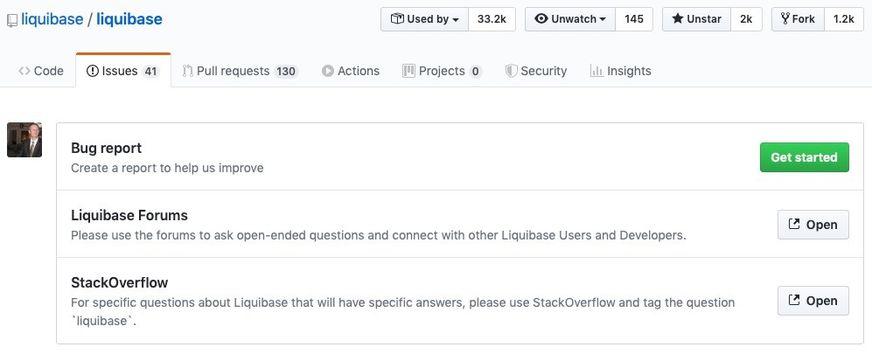 liquibase / liquibase
Used by 33.2k Unwatch 145 Unstar 2k Fork 1.2k
Code Issues 41 Pull requests 130 Actions Projects 0 Security Insights
Bug report
Create a report to help us improve
Get started
Liquibase Forums
Please use the forums to ask open-ended questions and connect with other Liquibase Users and Developers.
Open
StackOverflow
For specific questions about Liquibase that will have specific answers, please use StackOverflow and tag the question
`liquibase`.
Open